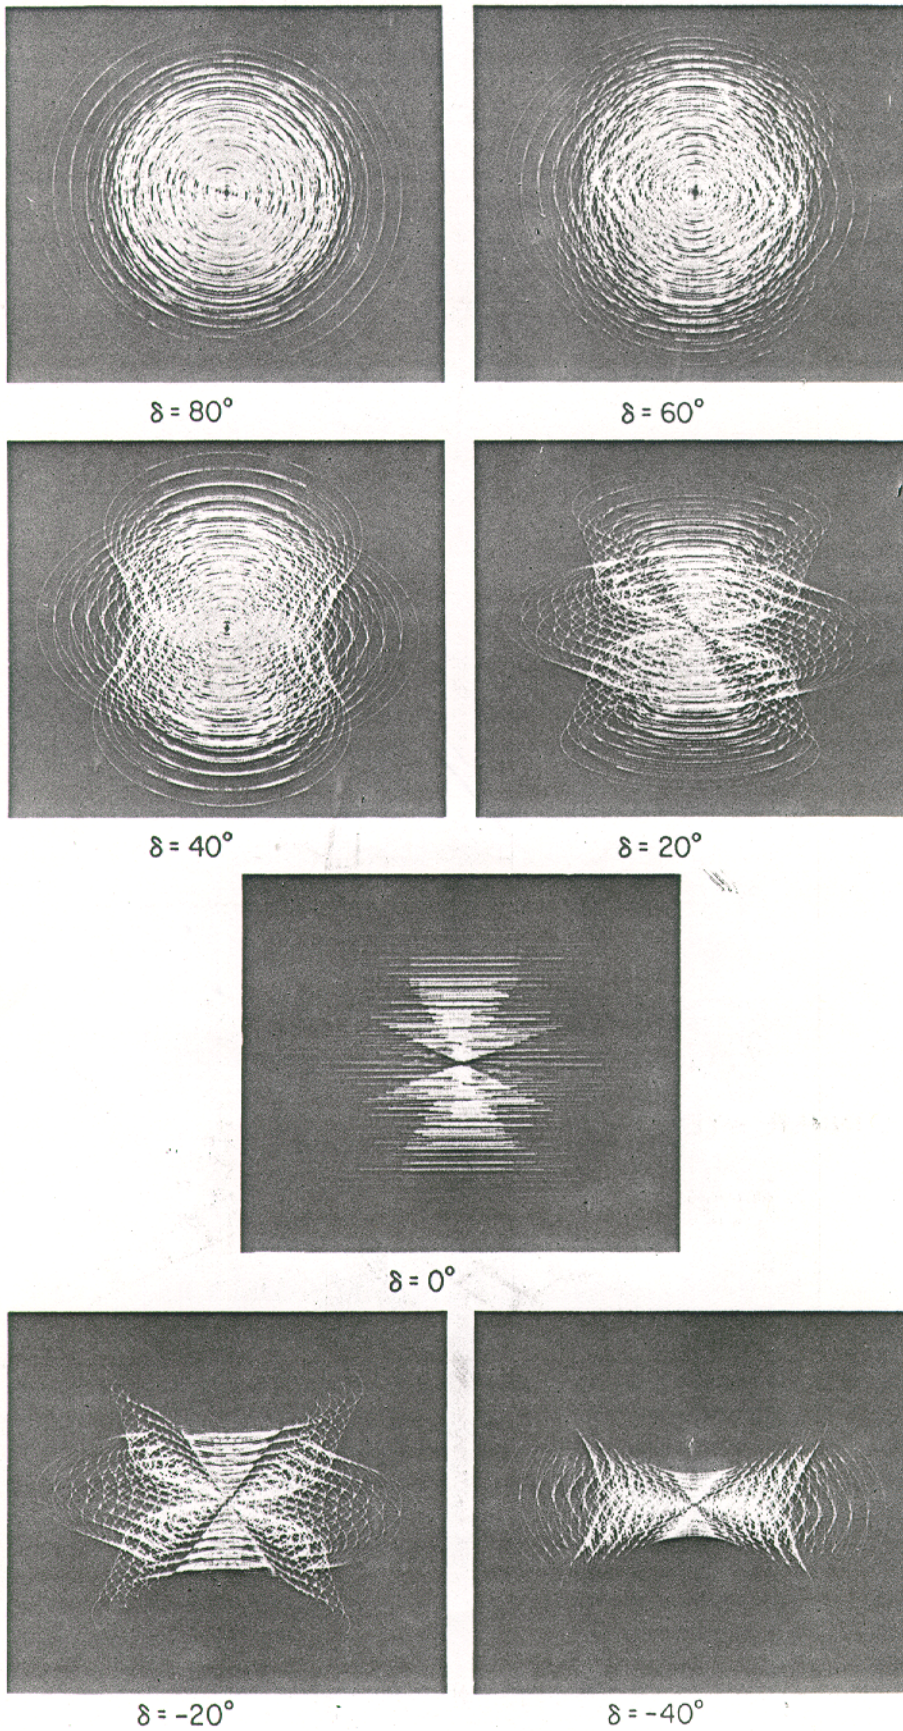 δ = 80°
δ = 60°
δ = 40°
δ = 20°
δ = 0°
δ = -20°
δ = -40°